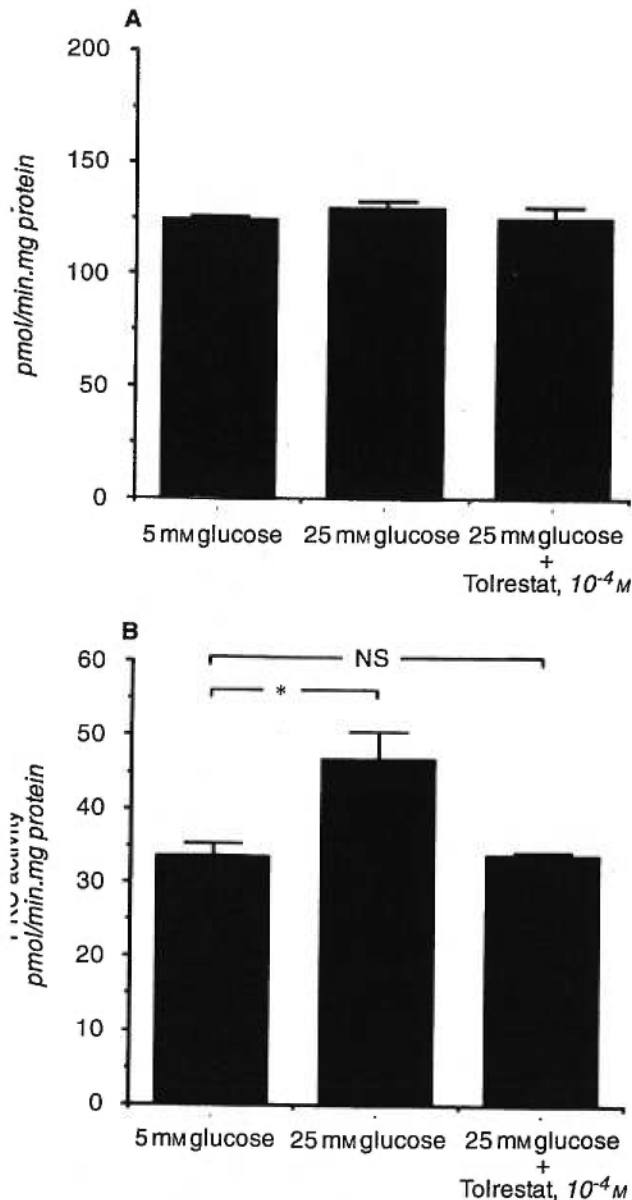 A
200
150
100
50
0
pmol/min.mg protein
5 mM glucose
25 mM glucose
25 mM glucose
+
Tolrestat, 10⁻⁴ M
B
60
50
40
30
20
10
0
activity
pmol/min.mg protein
NS
*
5 mM glucose
25 mM glucose
25 mM glucose
+
Tolrestat, 10⁻⁴ M